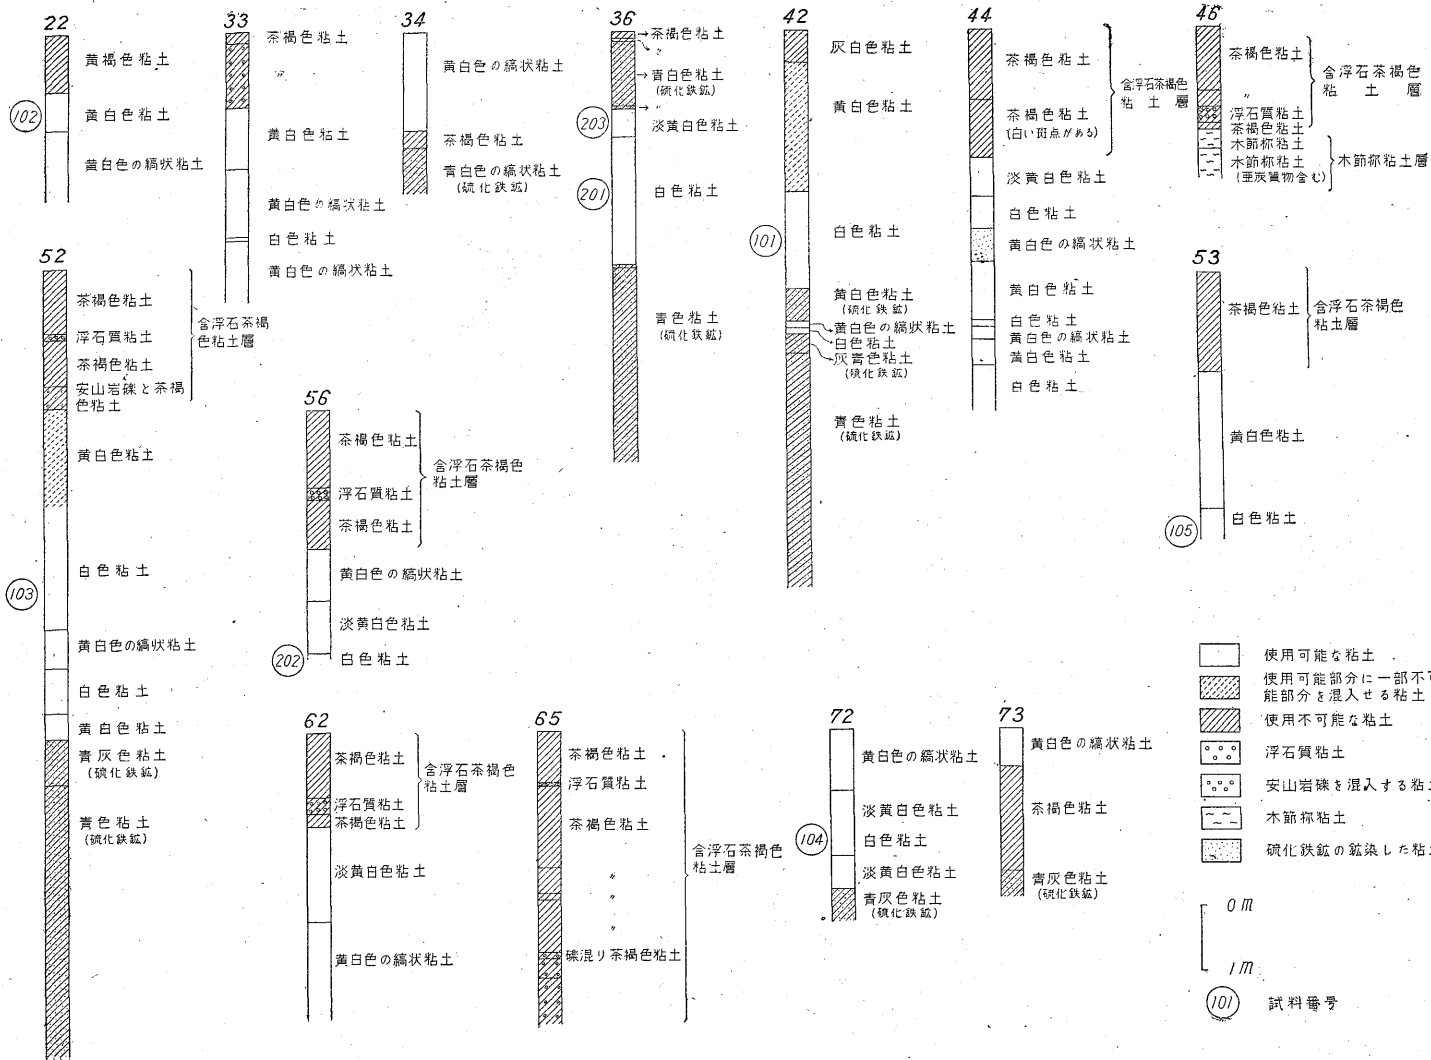 22
黄褐色粘土
102
黄白色粘土
黄白色の縞状粘土
33
茶褐色粘土
〃
黄白色粘土
黄白色の縞状粘土
白色粘土
黄白色の縞状粘土
34
黄白色の縞状粘土
茶褐色粘土
青白色の縞状粘土
(硫化鉄鉱)
36
→茶褐色粘土
〃
→青白色粘土
(硫化鉄鉱)
→〃
203
淡黄白色粘土
201
白色粘土
青色粘土
(硫化鉄鉱)
42
灰白色粘土
黄白色粘土
101
白色粘土
黄白色粘土
(硫化鉄鉱)
黄白色の縞状粘土
白色粘土
灰青色粘土
(硫化鉄鉱)
青色粘土
(硫化鉄鉱)
44
茶褐色粘土
茶褐色粘土
(白い斑点がある)
含浮石茶褐色
粘土層
淡黄白色粘土
白色粘土
黄白色の縞状粘土
黄白色粘土
白色粘土
黄白色の縞状粘土
黄白色粘土
白色粘土
46
茶褐色粘土
〃
浮石質粘土
茶褐色粘土
含浮石茶褐色
粘土層
木節称粘土
木節称粘土
(亜炭質物含む)
木節称粘土層
52
茶褐色粘土
浮石質粘土
茶褐色粘土
安山岩礫と茶褐
色粘土
含浮石茶褐
色粘土層
黄白色粘土
白色粘土
103
黄白色の縞状粘土
白色粘土
黄白色粘土
青灰色粘土
(硫化鉄鉱)
青色粘土
(硫化鉄鉱)
56
茶褐色粘土
浮石質粘土
茶褐色粘土
含浮石茶褐色
粘土層
黄白色の縞状粘土
淡黄白色粘土
202
白色粘土
53
茶褐色粘土
含浮石茶褐色
粘土層
黄白色粘土
105
白色粘土
62
茶褐色粘土
浮石質粘土
茶褐色粘土
含浮石茶褐色
粘土層
淡黄白色粘土
黄白色の縞状粘土
65
茶褐色粘土
浮石質粘土
茶褐色粘土
〃
〃
〃
礫混り茶褐色粘土
含浮石茶褐色
粘土層
72
黄白色の縞状粘土
淡黄白色粘土
104
白色粘土
淡黄白色粘土
青灰色粘土
(硫化鉄鉱)
73
黄白色の縞状粘土
茶褐色粘土
青灰色粘土
(硫化鉄鉱)
使用可能な粘土
使用可能部分に一部不可
能部分を混入せる粘土
使用不可能な粘土
浮石質粘土
安山岩礫を混入する粘土
木節称粘土
硫化鉄鉱の鉱染した粘土
0m
1m
101
試料番号